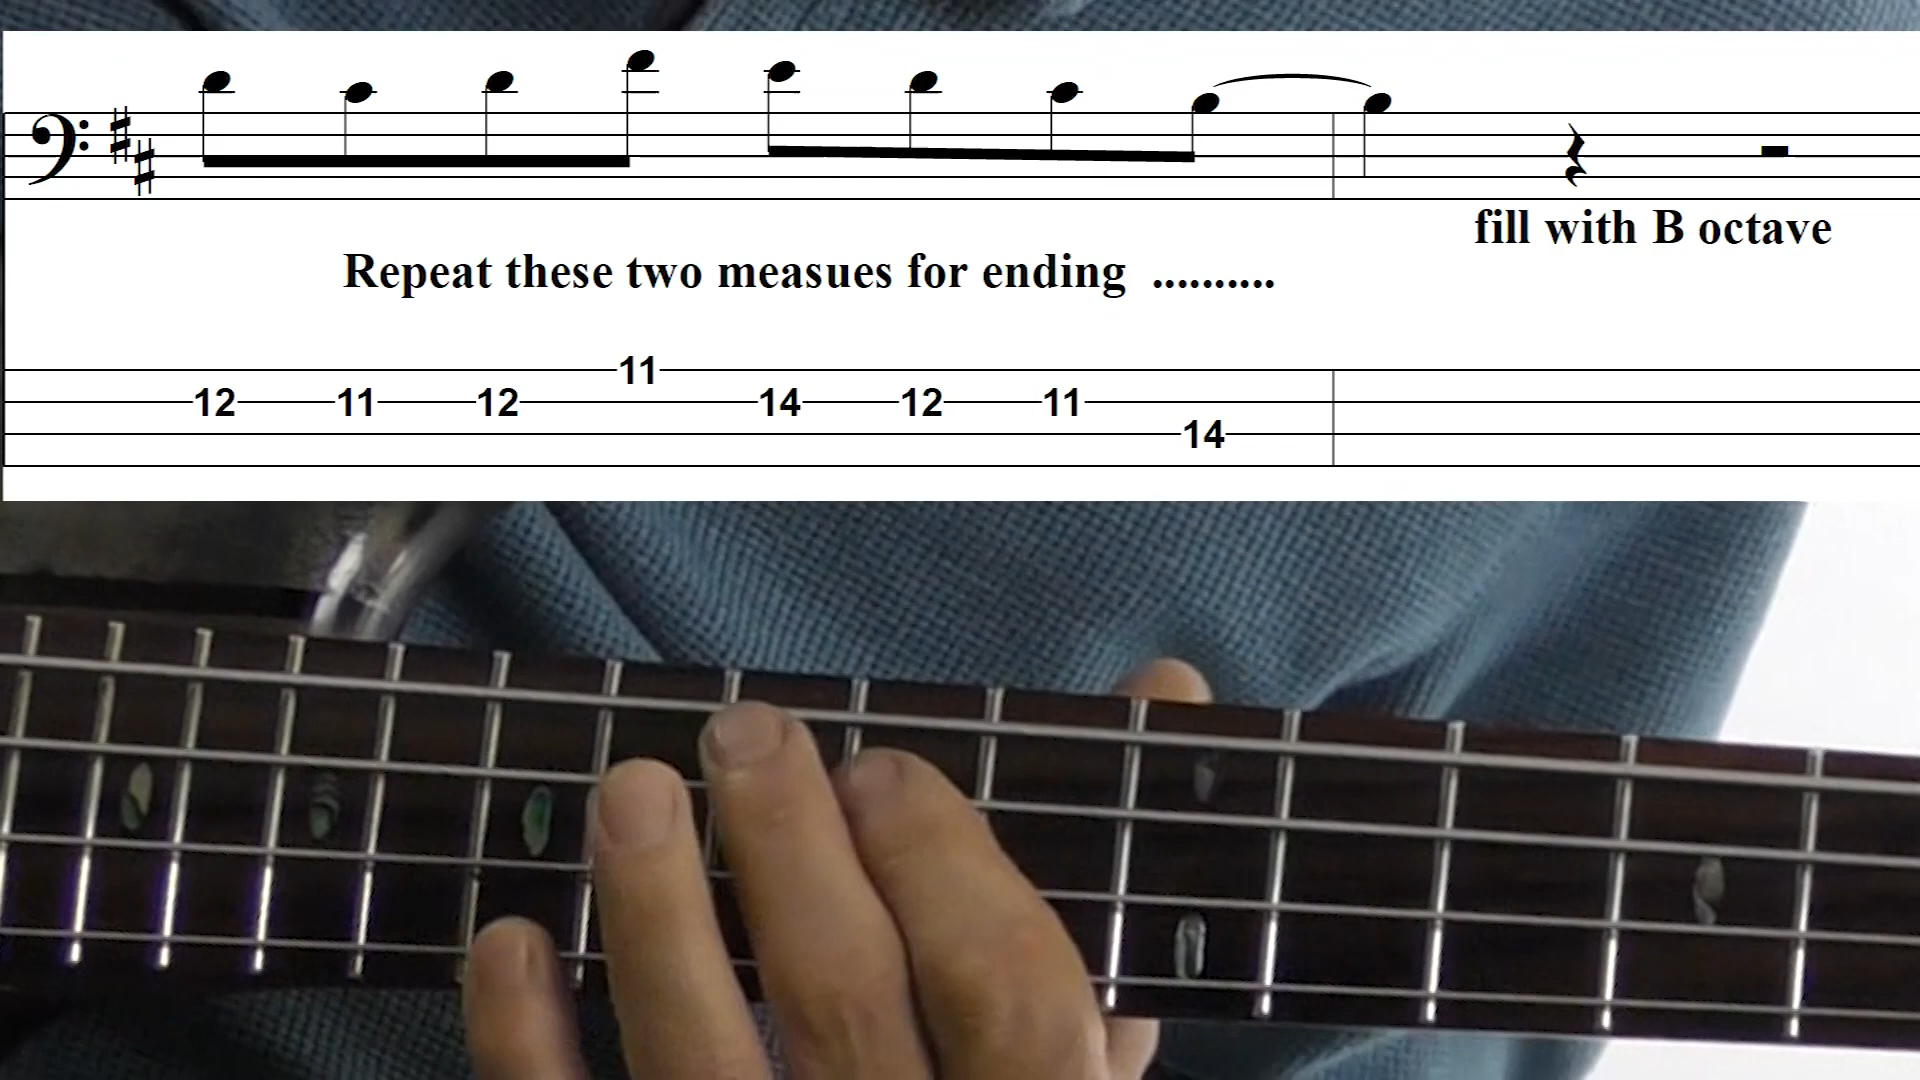 fill with B octave
Repeat these two measues for ending ..........
11
12 11 12 14 12 11
14